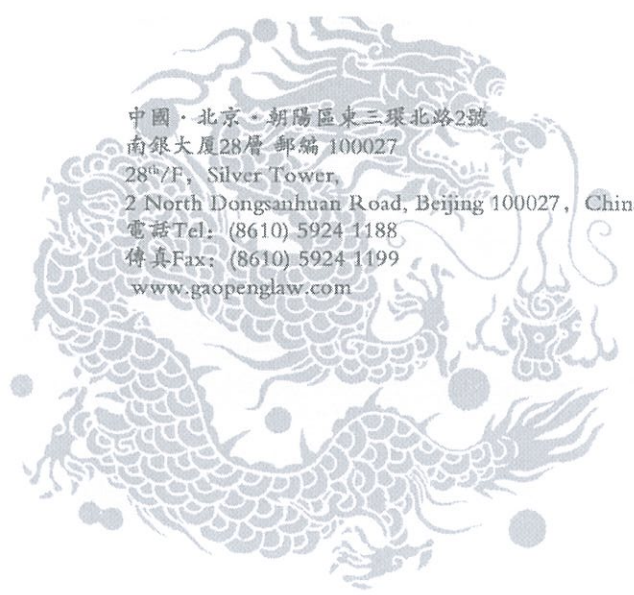 中國·北京·朝陽區東三環北路2號
南銀大厦28層 郵編 100027
28th/F, Silver Tower,
2 North Dongsanhuan Road, Beijing 100027, Chin
電話Tel: (8610) 5924 1188
傳真Fax: (8610) 5924 1199
www.gaopenglaw.com